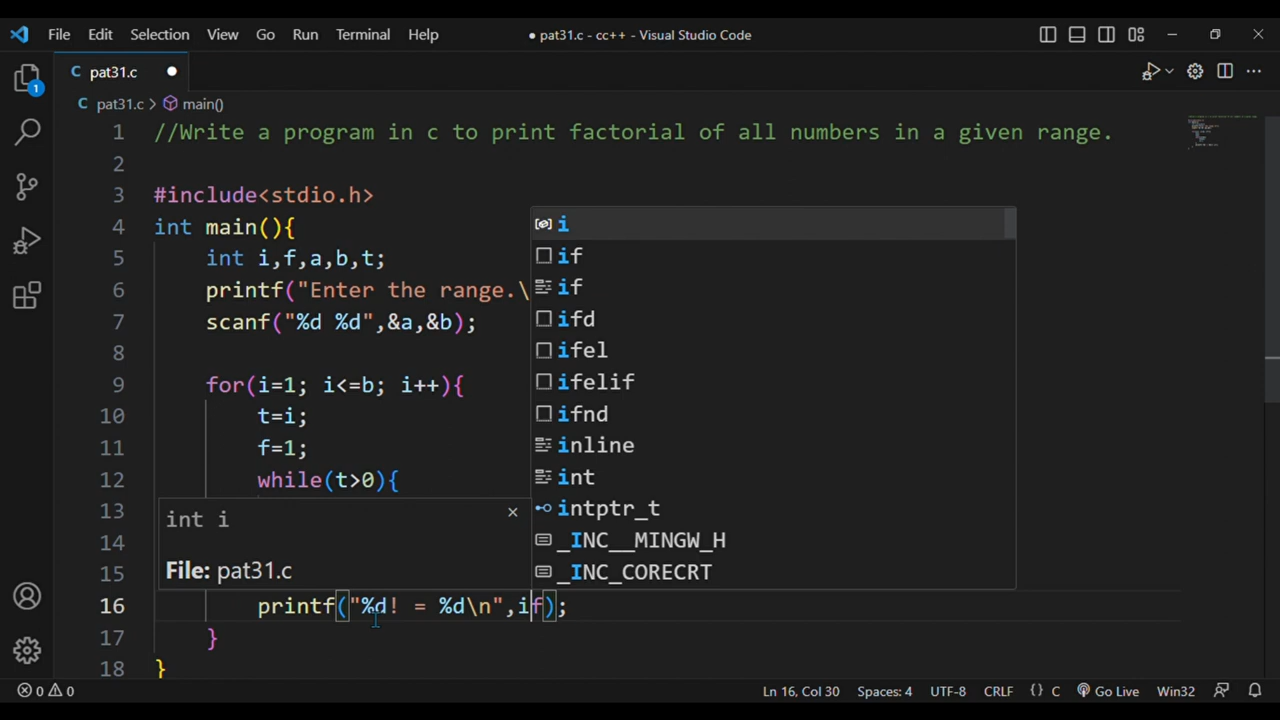 File Edit Selection View Go Run Terminal Help ● pat31.c - cc++ - Visual Studio Code
C pat31.c ●
C pat31.c > main()
1 //Write a program in c to print factorial of all numbers in a given range.
2
3 #include<stdio.h>
4 int main(){
5 int i,f,a,b,t;
6 printf("Enter the range.\
7 scanf("%d %d",&a,&b);
8
9 for(i=1; i<=b; i++){
10 t=i;
11 f=1;
12 while(t>0){
13
14
15
16 printf("%d! = %d\n",if);
17 }
18 }
i
if
if
ifd
ifel
ifelif
ifnd
inline
int
intptr_t
_INC__MINGW_H
_INC_CORECRT
int i ×
File: pat31.c
1
0 0 Ln 16, Col 30 Spaces: 4 UTF-8 CRLF {} C Go Live Win32